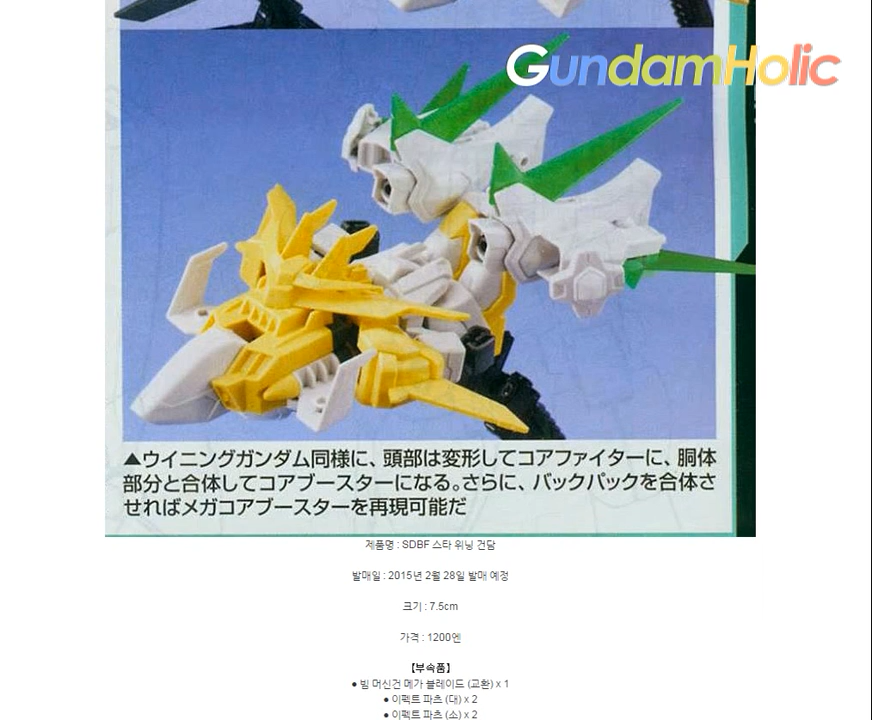 GundamHolic
▲ウイニングガンダム同様に、頭部は変形してコアファイターに、胴体
部分と合体してコアブースターになる。さらに、バックパックを合体さ
せればメガコアブースターを再現可能だ
제품명 : SDBF 스타 위닝 건담
발매일 : 2015년 2월 28일 발매 예정
크기 : 7.5cm
가격 : 1200엔
【부속품】
● 빔 머신건 메가 블레이드 (교환) x 1
● 이펙트 파츠 (대) x 2
● 이펙트 파츠 (소) x 2